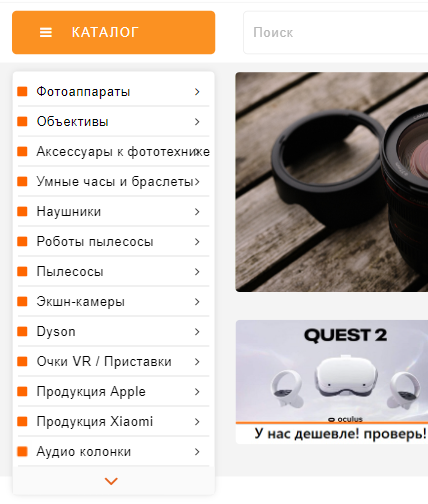 КАТАЛОГ
Поиск
Фотоаппараты
Объективы
Аксессуары к фототехнике
Умные часы и браслеты
Наушники
Роботы пылесосы
Пылесосы
Экшн-камеры
Dyson
Очки VR / Приставки
Продукция Apple
Продукция Xiaomi
Аудио колонки
QUEST 2
oculus
У нас дешевле! проверь!